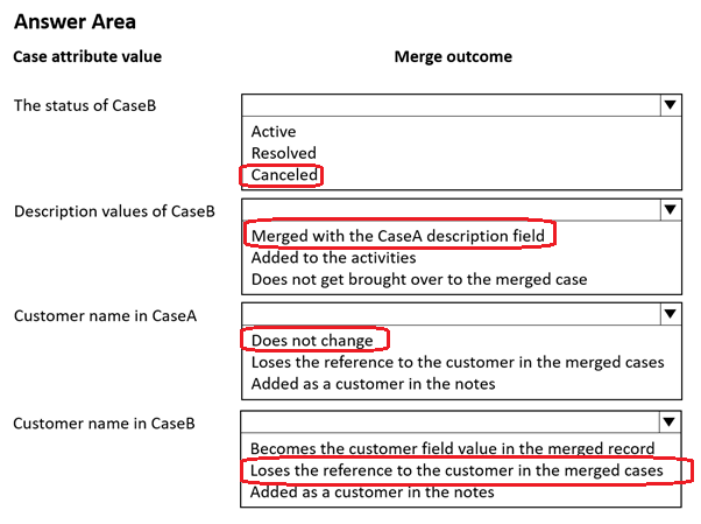 Answer Area
Case attribute value Merge outcome
The status of CaseB
Active
Resolved
Canceled
Description values of CaseB
Merged with the CaseA description field
Added to the activities
Does not get brought over to the merged case
Customer name in CaseA
Does not change
Loses the reference to the customer in the merged cases
Added as a customer in the notes
Customer name in CaseB
Becomes the customer field value in the merged record
Loses the reference to the customer in the merged cases
Added as a customer in the notes